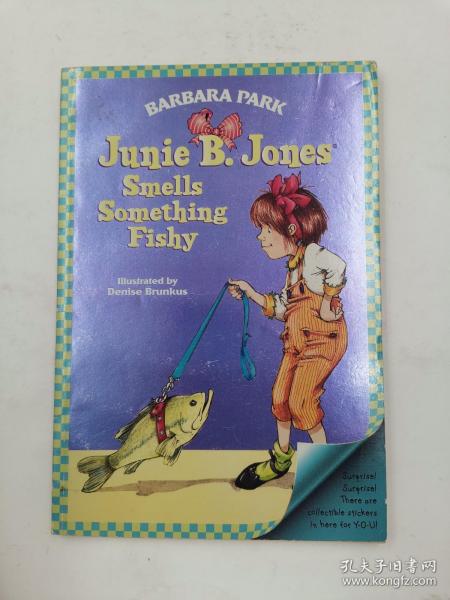 BARBARA PARK
Junie B. Jones™
Smells
Something
Fishy
Illustrated by
Denise Brunkus
Surprise!
Surprise!
There are
collectible stickers
in here for Y-O-U!
孔夫子旧书网
www.kongfz.com